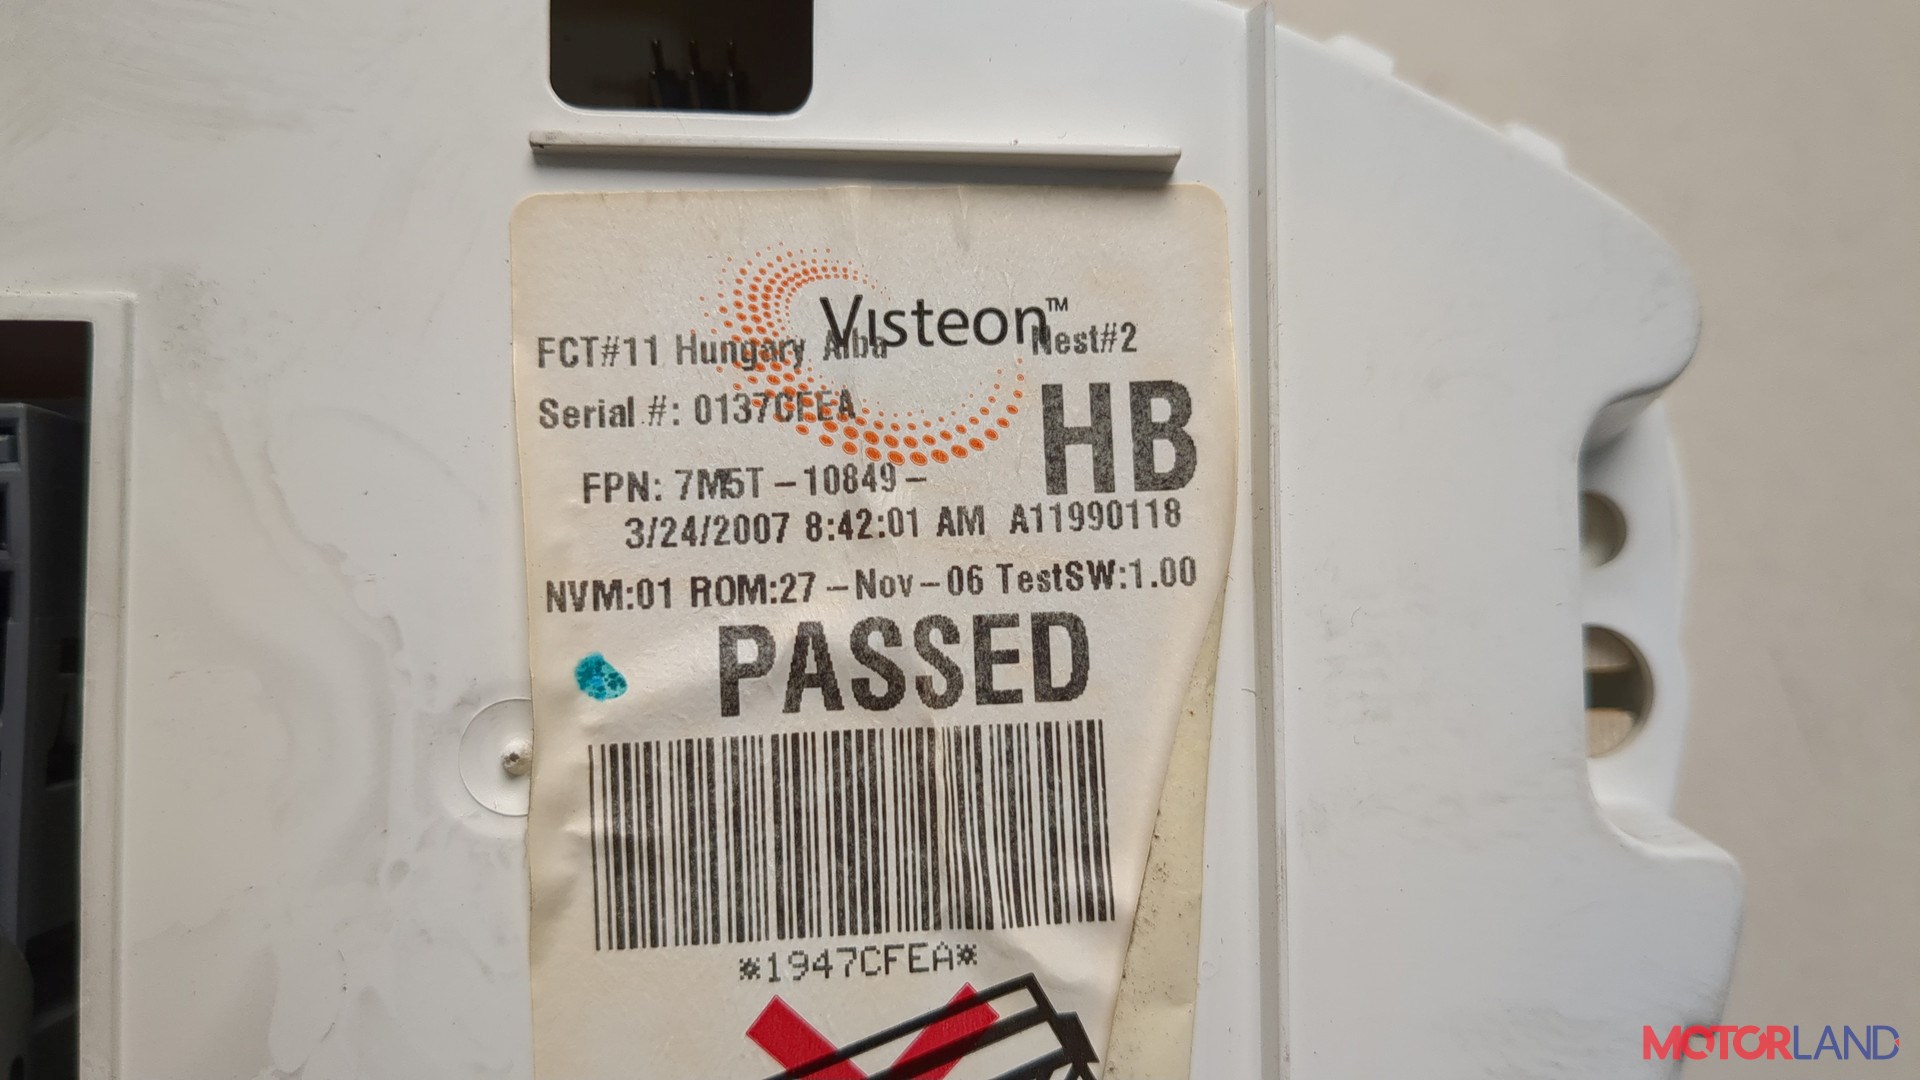 Visteon™
FCT#11 Hungary Alba Nest#2
Serial #: 0137CFEA
HB
FPN: 7M5T-10849-
3/24/2007 8:42:01 AM A11990118
NVM:01 ROM:27-Nov-06 TestSW:1.00
PASSED
*1947CFEA*
MOTORLAND